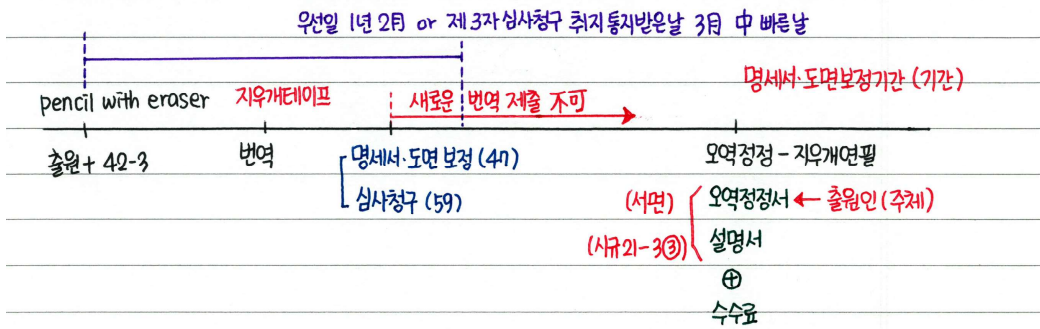 우선일 1년 2月 or 제3자심사청구 취지통지받은날 3月 中 빠른날
명세서·도면보정기간 (기간)
pencil with eraser 지우개테이프 새로운 번역 제출 不可
출원 + 42-3 번역 명세서·도면 보정 (47) 오역정정 - 지우개연필
심사청구 (59) (서면) 오역정정서 ← 출원인 (주체)
(시규21-3③) 설명서
⊕
수수료